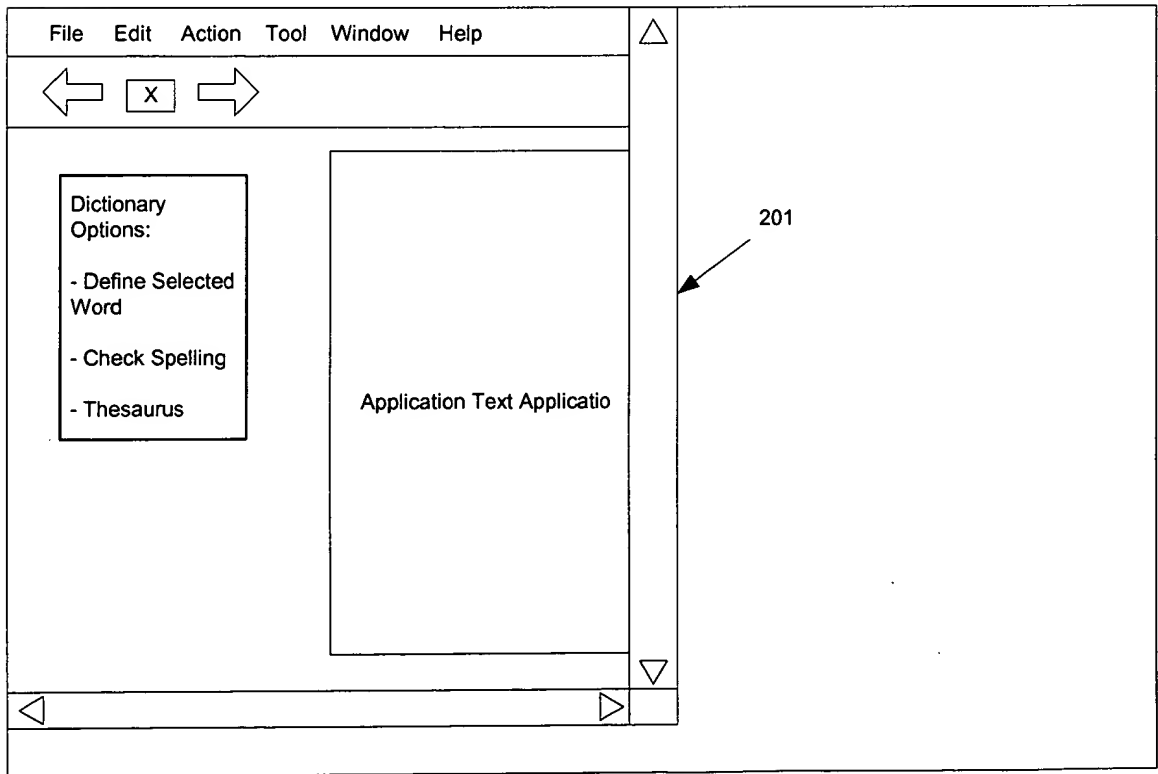 File Edit Action Tool Window Help
X
Dictionary
Options:
- Define Selected
Word
- Check Spelling
- Thesaurus
Application Text Applicatio
201